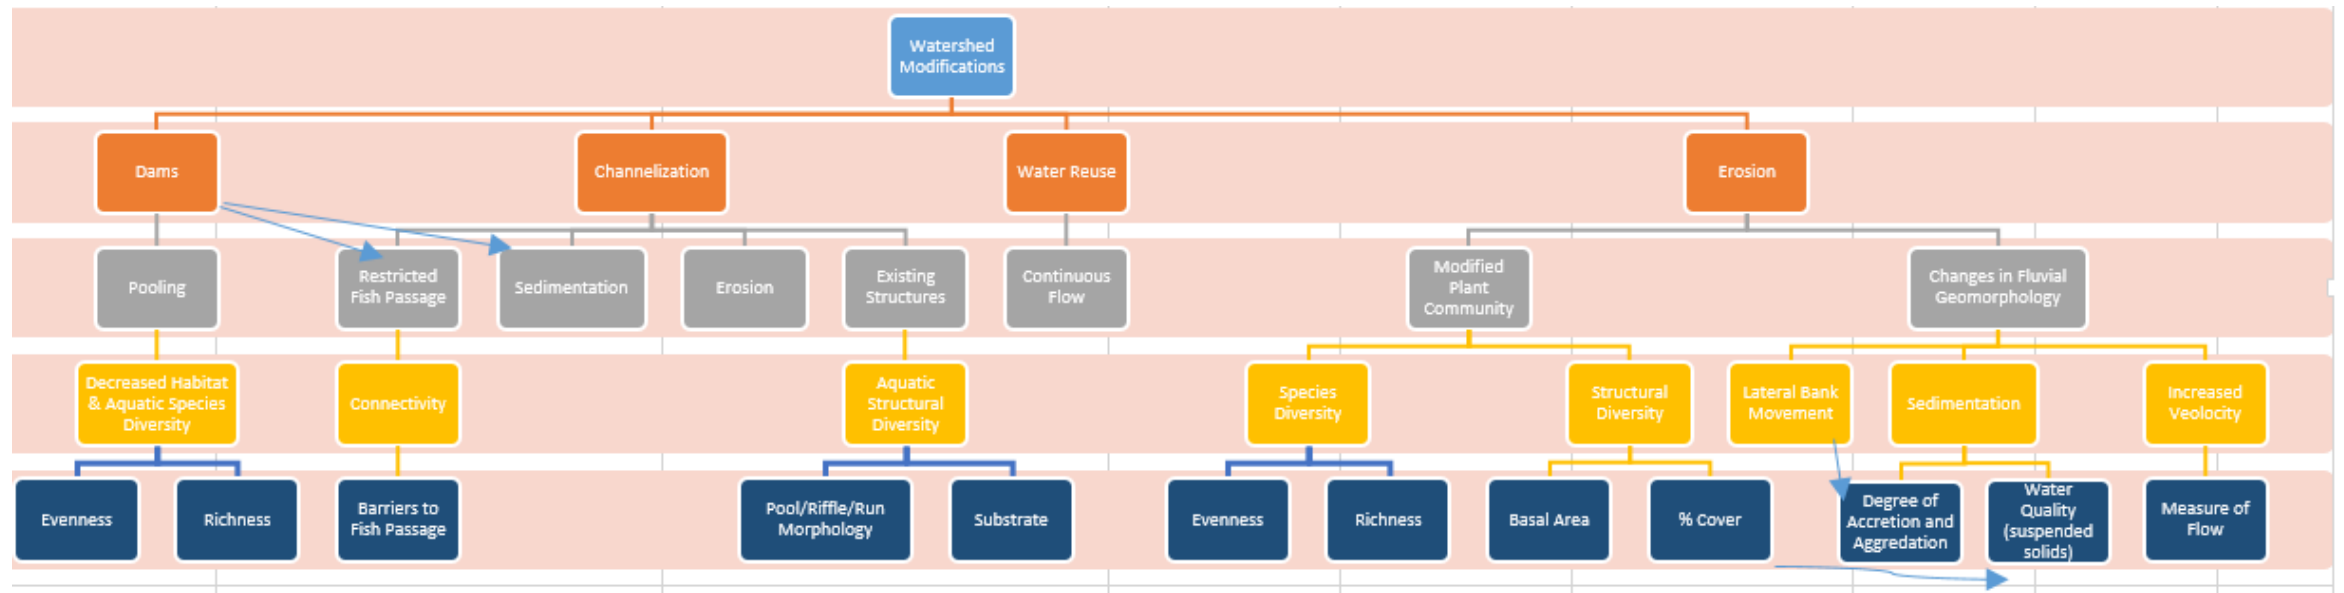 Watershed
Modifications
Dams
Channelization
Water Reuse
Erosion
Pooling
Restricted
Fish Passage
Sedimentation
Erosion
Existing
Structures
Continuous
Flow
Modified
Plant
Community
Changes in Fluvial
Geomorphology
Decreased Habitat
& Aquatic Species
Diversity
Connectivity
Aquatic
Structural
Diversity
Species
Diversity
Structural
Diversity
Lateral Bank
Movement
Sedimentation
Increased
Veolocity
Evenness
Richness
Barriers to
Fish Passage
Pool/Riffle/Run
Morphology
Substrate
Evenness
Richness
Basal Area
% Cover
Degree of
Accretion and
Aggredation
Water
Quality
(suspended
solids)
Measure of
Flow